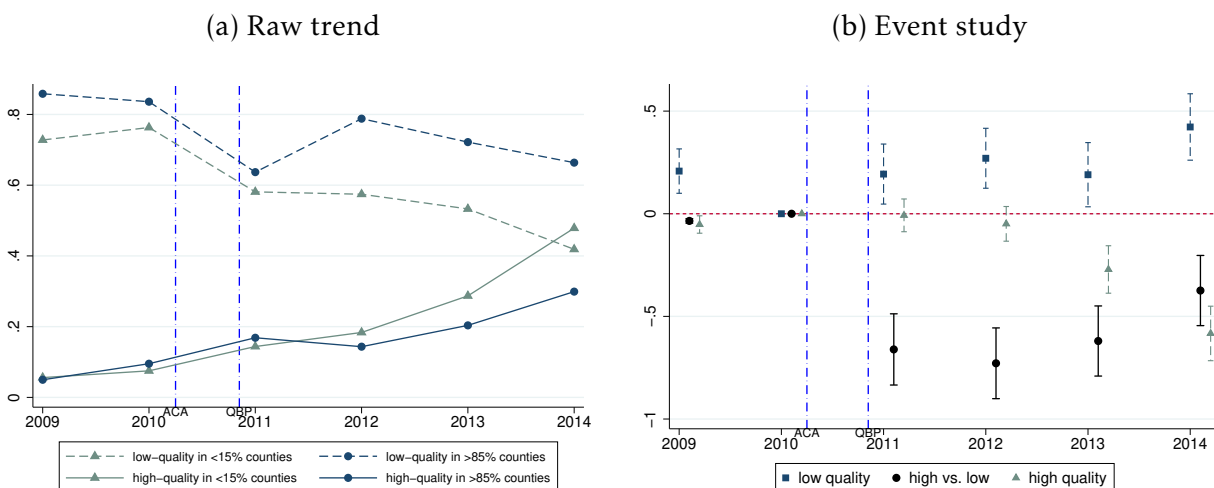 (a) Raw trend
.8
.6
.4
.2
0
ACA
QBP
2009 2010 2011 2012 2013 2014
low−quality in <15% counties
low−quality in >85% counties
high−quality in <15% counties
high−quality in >85% counties
(b) Event study
.5
0
−.5
−1
ACA
QBP
2009 2010 2011 2012 2013 2014
low quality
high vs. low
high quality